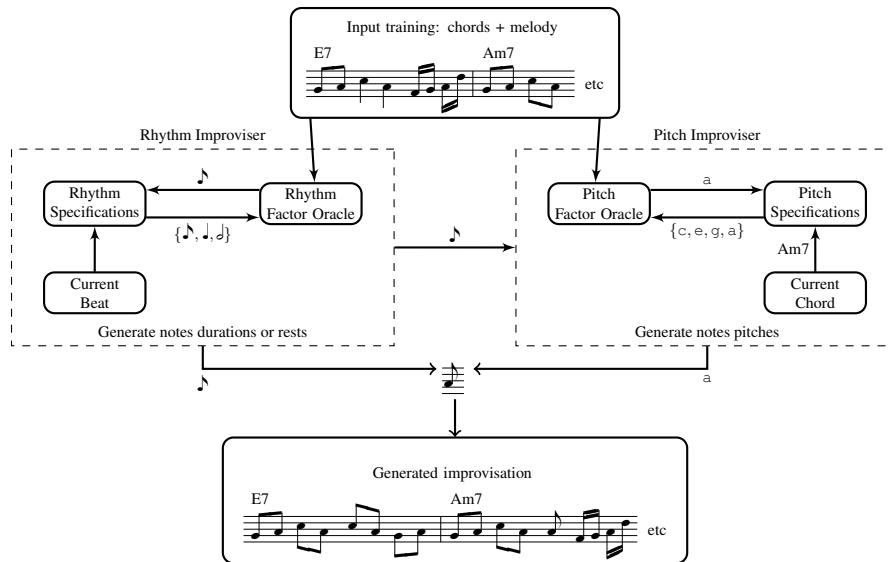 Input training: chords + melody
E7
Am7
etc
Rhythm Improviser
Pitch Improviser
Rhythm
Specifications
♪
Rhythm
Factor Oracle
{♪, ♩, 𝅗𝅥}
Current
Beat
Generate notes durations or rests
♪
Pitch
Factor Oracle
a
Pitch
Specifications
{c, e, g, a}
Am7
Current
Chord
Generate notes pitches
♪
a
Generated improvisation
E7
Am7
etc